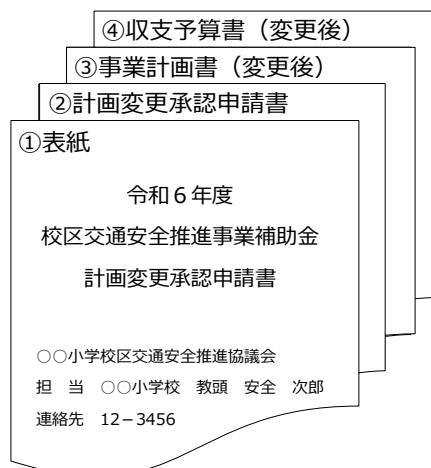 ④収支予算書（変更後）
③事業計画書（変更後）
②計画変更承認申請書
①表紙
令和６年度
校区交通安全推進事業補助金
計画変更承認申請書
○○小学校区交通安全推進協議会
担　当　○○小学校　教頭　安全　次郎
連絡先　12－3456